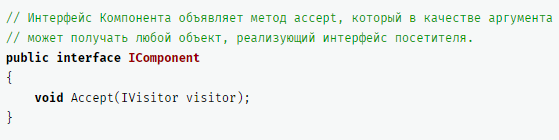 // Интерфейс Компонента объявляет метод accept, который в качестве аргумента
// может получать любой объект, реализующий интерфейс посетителя.
public interface IComponent
{
    void Accept(IVisitor visitor);
}